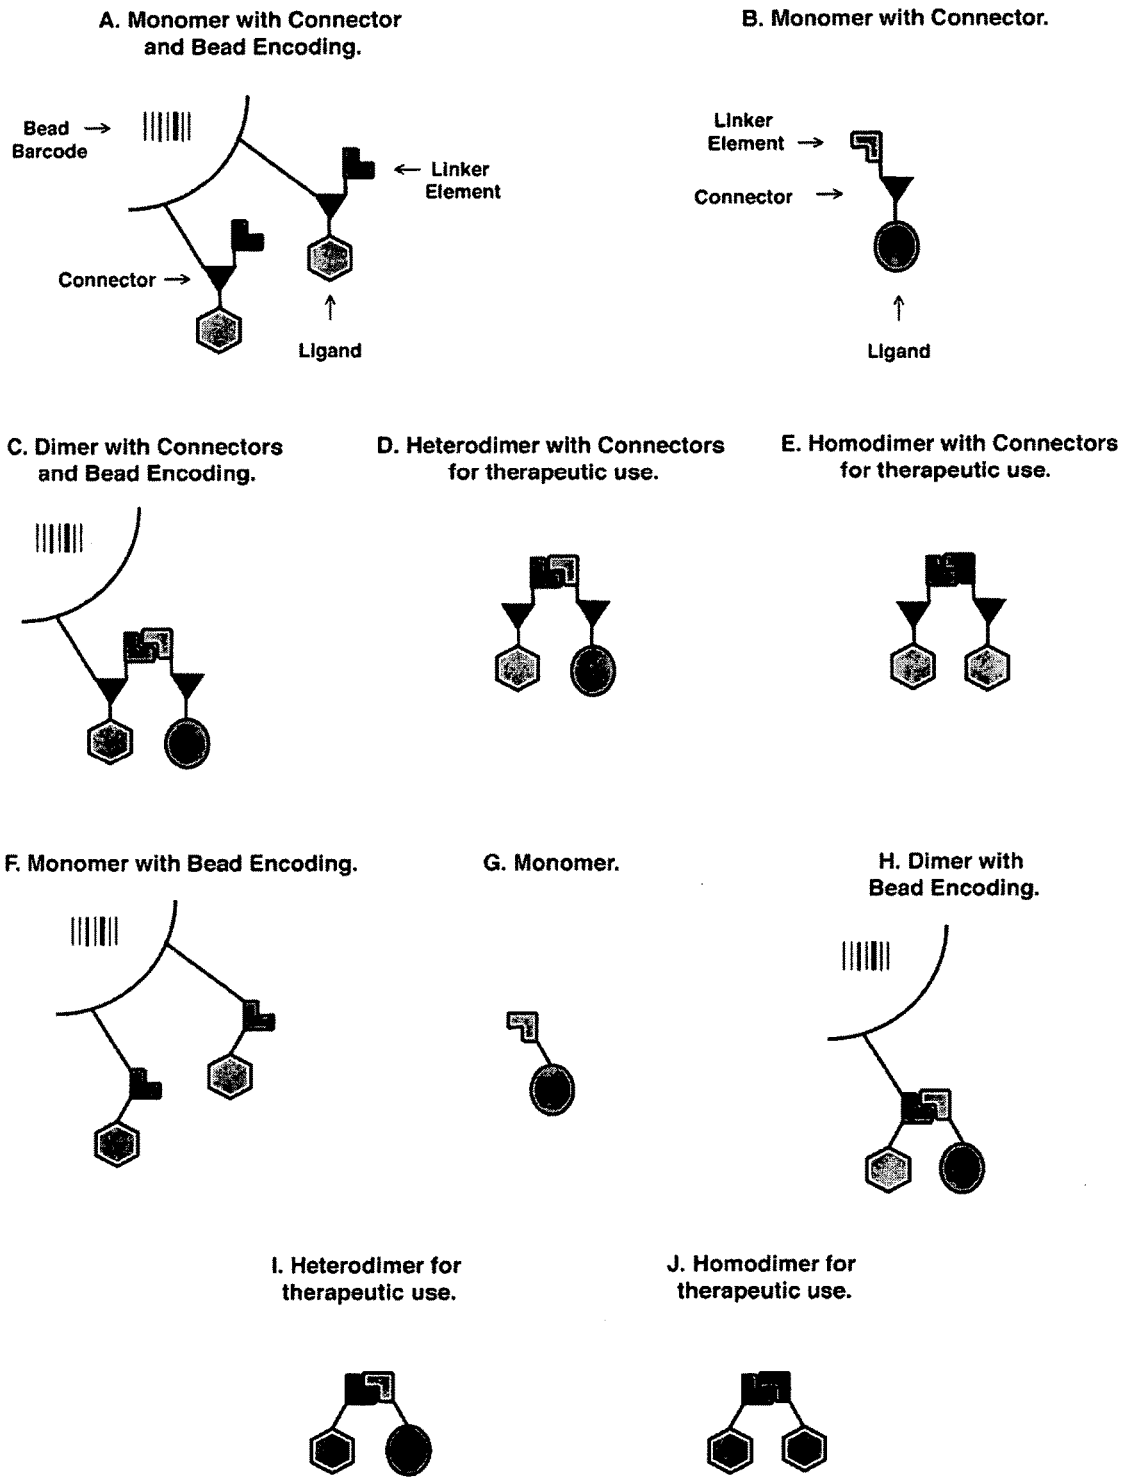 A. Monomer with Connector
and Bead Encoding.
B. Monomer with Connector.
Bead
Barcode
Linker
Element
Connector
Ligand
Linker
Element
Connector
Ligand
C. Dimer with Connectors
and Bead Encoding.
D. Heterodimer with Connectors
for therapeutic use.
E. Homodimer with Connectors
for therapeutic use.
F. Monomer with Bead Encoding.
G. Monomer.
H. Dimer with
Bead Encoding.
I. Heterodimer for
therapeutic use.
J. Homodimer for
therapeutic use.